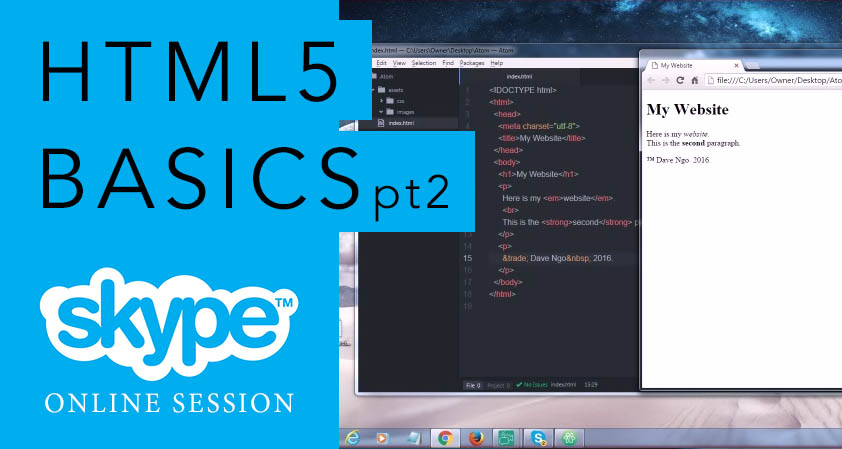 HTML5
BASICS pt2
skype™
ONLINE SESSION
index.html — C:\Users\Owner\Desktop\Atom — Atom
Edit View Selection Find Packages Help
Atom
assets
css
images
index.html
index.html
1 <!DOCTYPE html>
2 <html>
3 <head>
4 <meta charset="utf-8">
5 <title>My Website</title>
6 </head>
7 <body>
8 <h1>My Website</h1>
9 <p>
10 Here is my <em>website</em>.
11 <br>
12 This is the <strong>second</strong> p
13 </p>
14 <p>
15 &trade; Dave Ngo&nbsp; 2016.
16 </p>
17 </body>
18 </html>
19
File 0 Project 0 No Issues index.html 15:29
My Website
file:///C:/Users/Owner/Desktop/Atom
My Website
Here is my website.
This is the second paragraph.
™ Dave Ngo 2016.